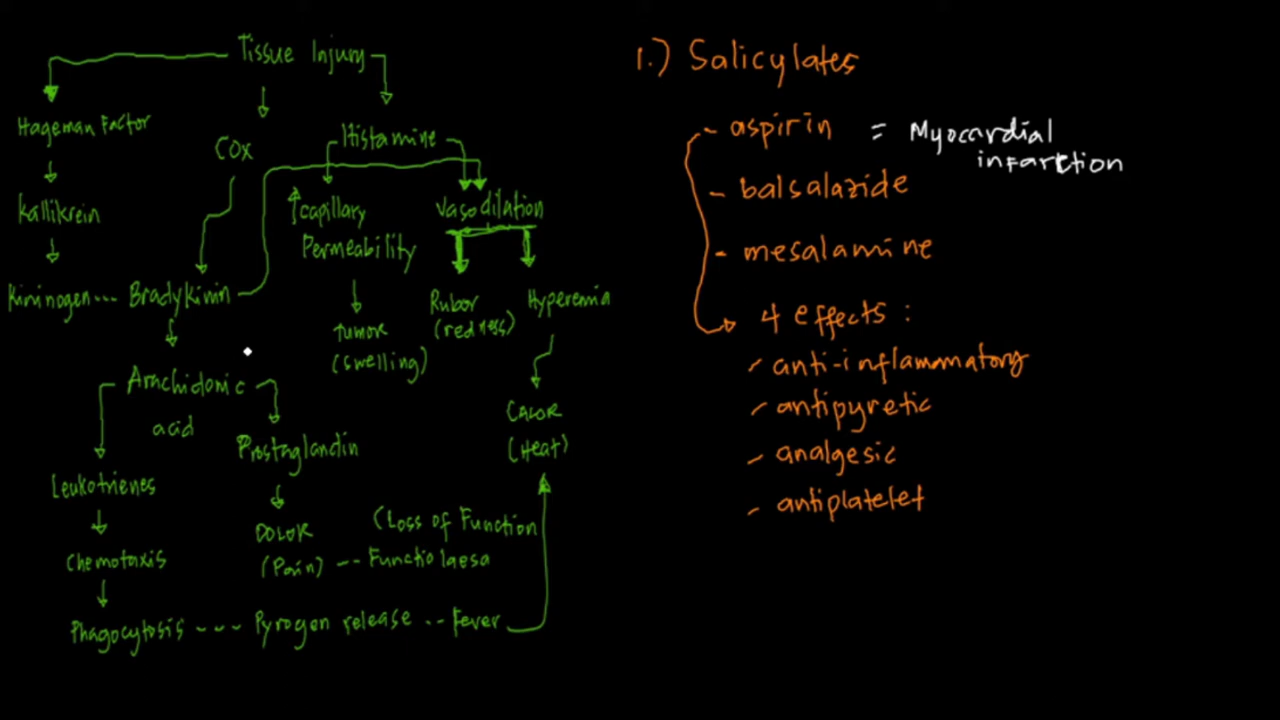 Tissue Injury
Hageman Factor
COX
Histamine
Kallikrein
↑capillary
Permeability
Vasodilation
Kininogen... Bradykinin
Tumor
(swelling)
Rubor
(redness)
Hyperemia
Arachidonic
acid
CALOR
(Heat)
Leukotrienes
Prostaglandin
Chemotaxis
DOLOR
(Pain) -- Functiolaesa
(Loss of Function
Phagocytosis --- Pyrogen release -- Fever
1.) Salicylates
- aspirin = Myocardial
infarction
- balsalazide
- mesalamine
4 effects :
- anti-inflammatory
- antipyretic
- analgesic
- antiplatelet